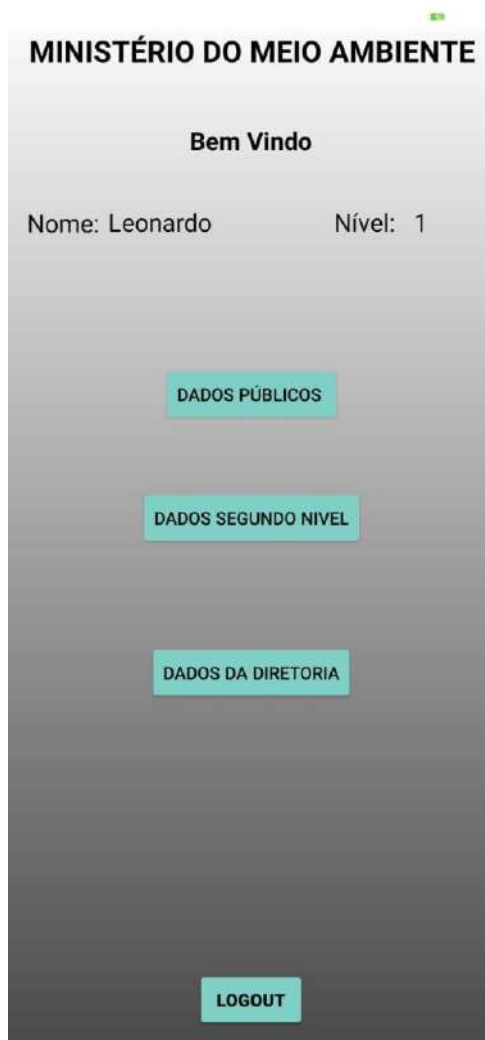 MINISTÉRIO DO MEIO AMBIENTE
Bem Vindo
Nome: Leonardo Nível: 1
DADOS PÚBLICOS
DADOS SEGUNDO NIVEL
DADOS DA DIRETORIA
LOGOUT